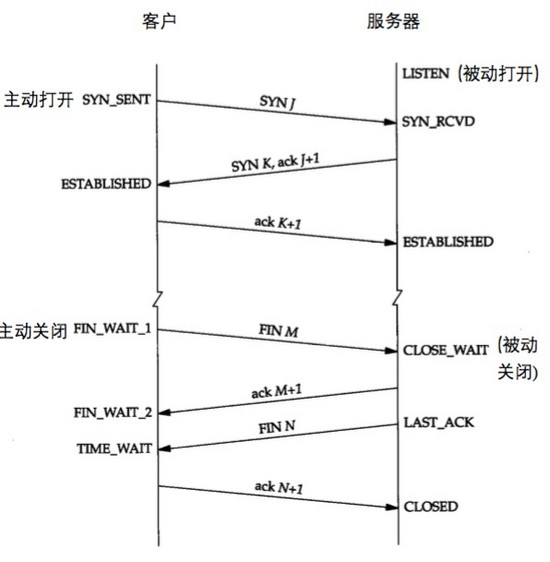 客户 服务器
LISTEN (被动打开)
主动打开 SYN_SENT
SYN J
SYN_RCVD
SYN K, ack J+1
ESTABLISHED
ack K+1
ESTABLISHED
主动关闭 FIN_WAIT_1
FIN M
CLOSE_WAIT (被动
关闭)
ack M+1
FIN_WAIT_2
FIN N
LAST_ACK
TIME_WAIT
ack N+1
CLOSED